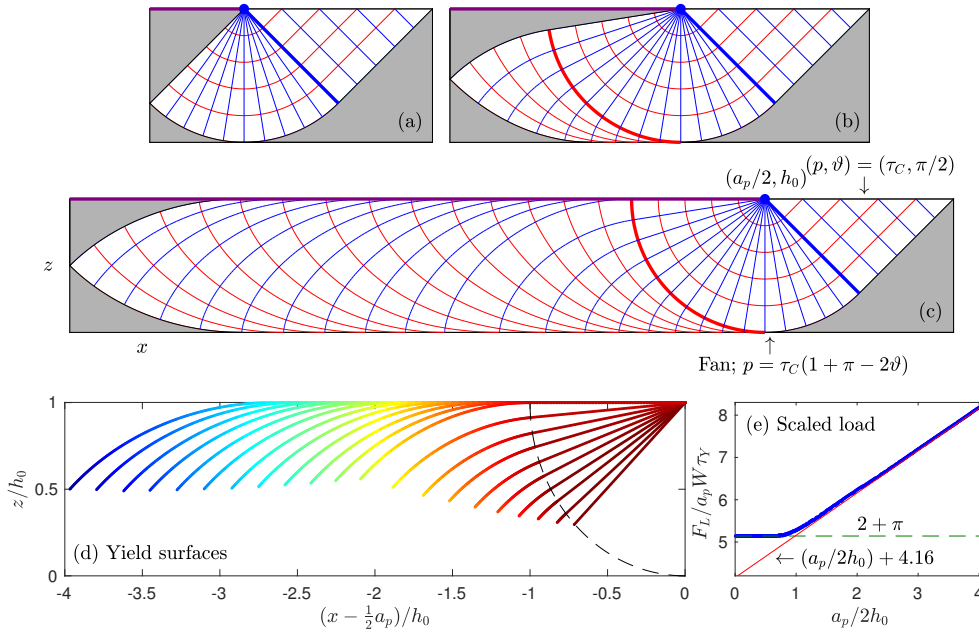 (a)
(b)
(a_p/2, h_0)
(p, ϑ) = (τ_C, π/2)
↓
z
(c)
x
↑
Fan; p = τ_C(1 + π − 2ϑ)
1
0.5
0
z/h_0
(d) Yield surfaces
-4 -3.5 -3 -2.5 -2 -1.5 -1 -0.5 0
(x − ½a_p)/h_0
(e) Scaled load
8
7
6
5
F_L/a_pWτ_Y
2 + π
← (a_p/2h_0) + 4.16
0 1 2 3 4
a_p/2h_0